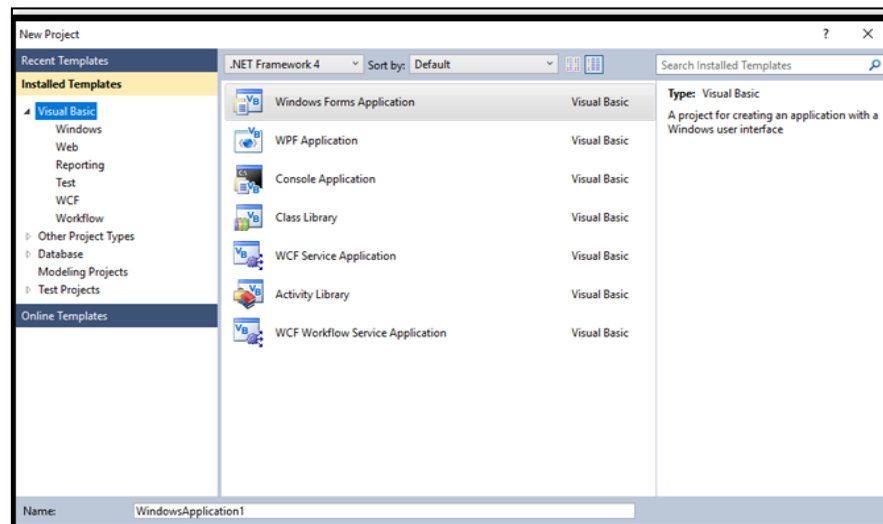 New Project
Recent Templates
Installed Templates
Visual Basic
Windows
Web
Reporting
Test
WCF
Workflow
Other Project Types
Database
Modeling Projects
Test Projects
Online Templates
.NET Framework 4 Sort by: Default
Windows Forms Application Visual Basic
WPF Application Visual Basic
Console Application Visual Basic
Class Library Visual Basic
WCF Service Application Visual Basic
Activity Library Visual Basic
WCF Workflow Service Application Visual Basic
Search Installed Templates
Type: Visual Basic
A project for creating an application with a
Windows user interface
Name: WindowsApplication1